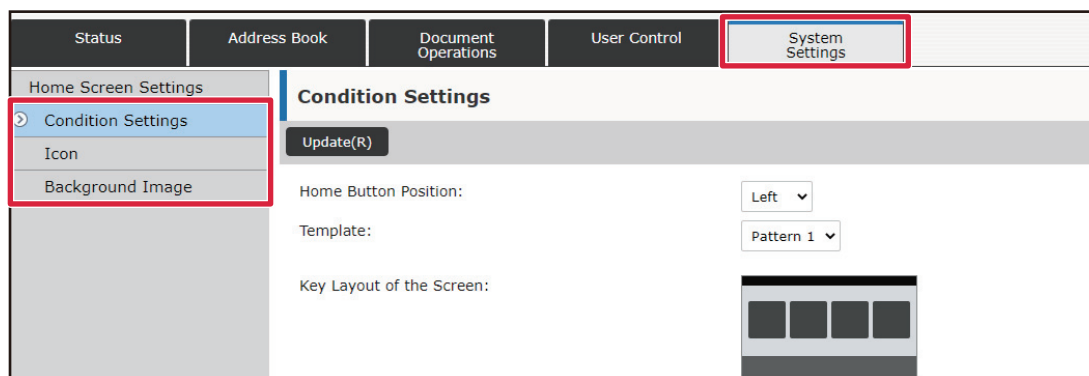 Status
Address Book
Document
Operations
User Control
System
Settings
Home Screen Settings
Condition Settings
Icon
Background Image
Condition Settings
Update(R)
Home Button Position:
Left
Template:
Pattern 1
Key Layout of the Screen: